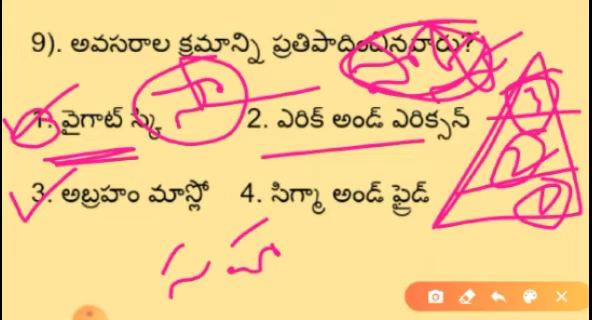 9). అవసరాల క్రమాన్ని ప్రతిపాదించినవారు?
1. వైగాట్ స్కీ 2. ఎరిక్ అండ్ ఎరిక్సన్
3. అబ్రహం మాస్లో 4. సిగ్మా అండ్ ఫ్రైడ్